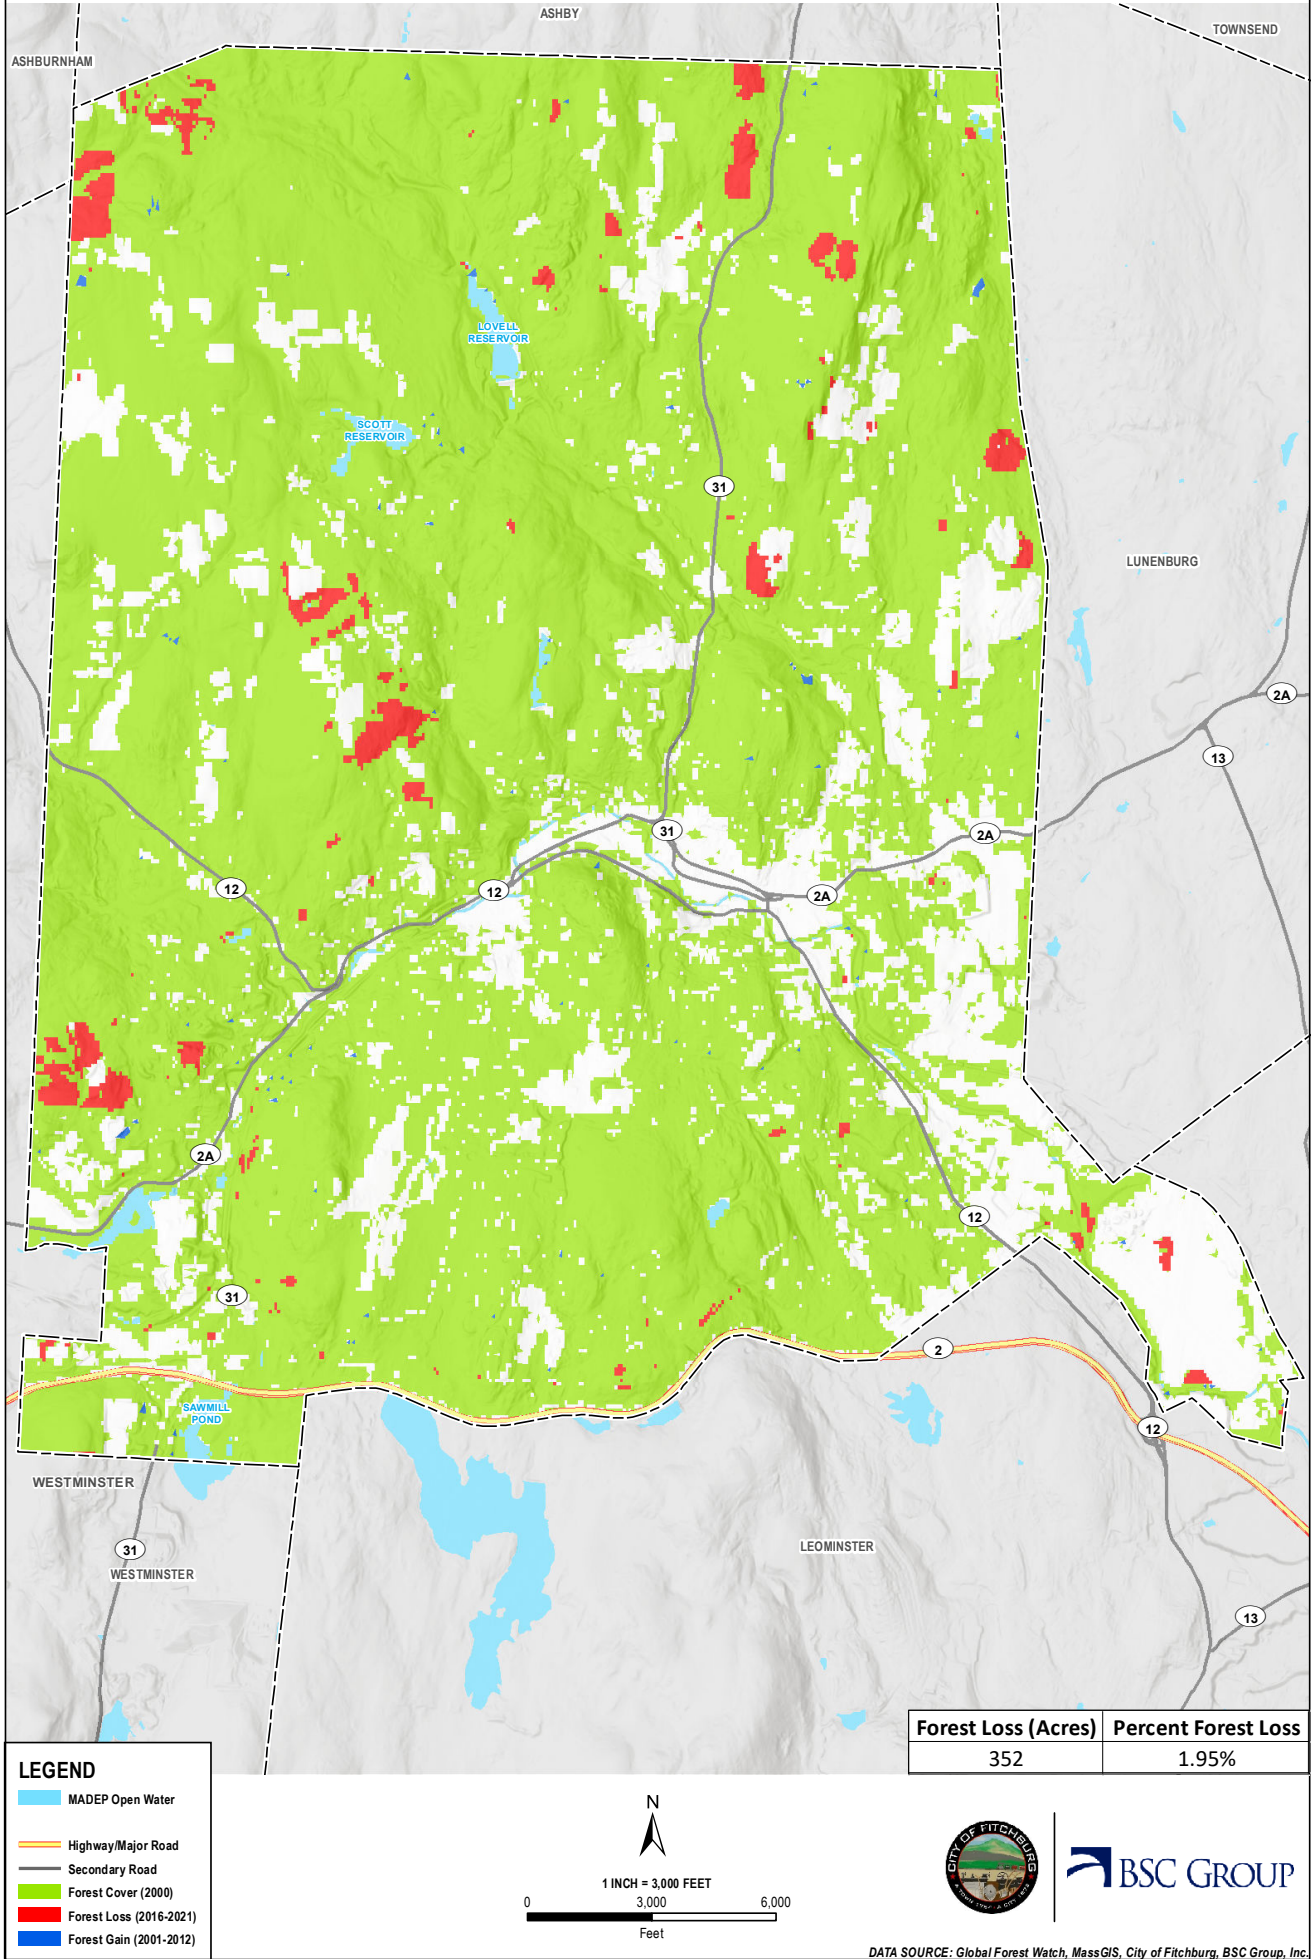 ASHBY
TOWNSEND
ASHBURNHAM
LOVELL
RESERVOIR
SCOTT
RESERVOIR
31
LUNENBURG
2A
13
31
2A
12
12
2A
2A
12
31
2
SAWMILL
POND
12
WESTMINSTER
31
WESTMINSTER
LEOMINSTER
13
Forest Loss (Acres) Percent Forest Loss
352 1.95%
LEGEND
MADEP Open Water
Highway/Major Road
Secondary Road
Forest Cover (2000)
Forest Loss (2016-2021)
Forest Gain (2001-2012)
N
1 INCH = 3,000 FEET
0 3,000 6,000
Feet
CITY OF FITCHBURG
BSC GROUP
DATA SOURCE: Global Forest Watch, MassGIS, City of Fitchburg, BSC Group, Inc.